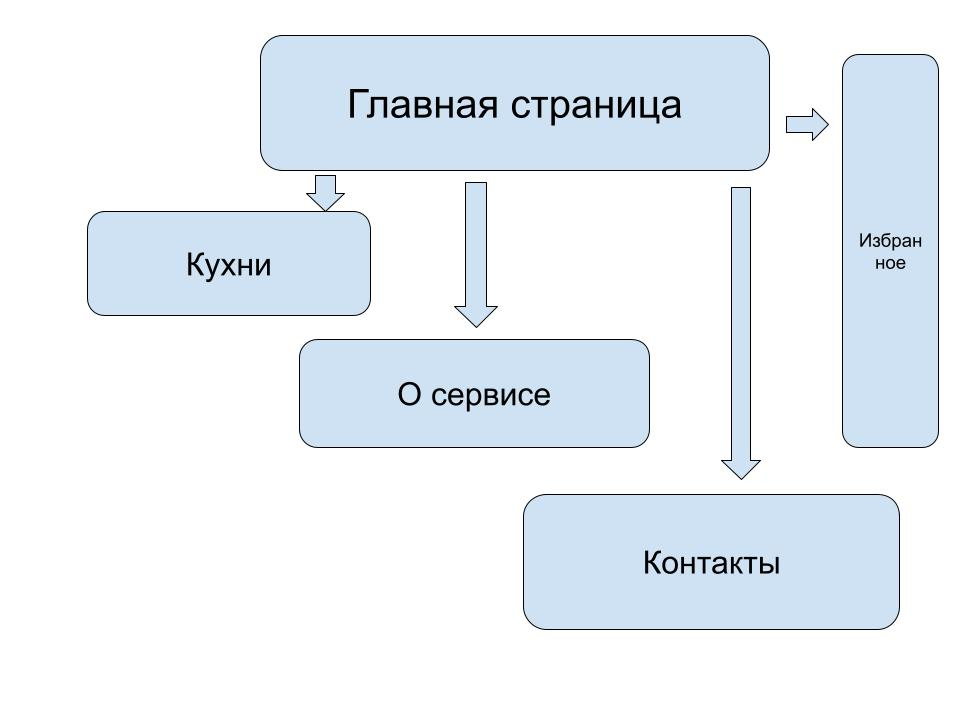 Главная страница
Избран
ное
Кухни
О сервисе
Контакты